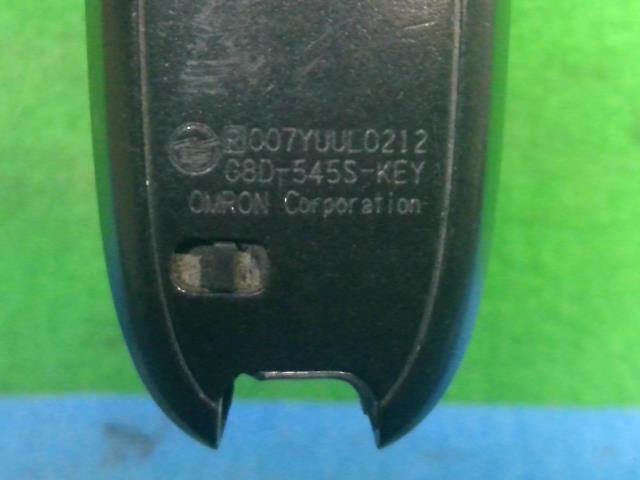 R 007YUUL0212
G8D-545S-KEY
OMRON Corporation